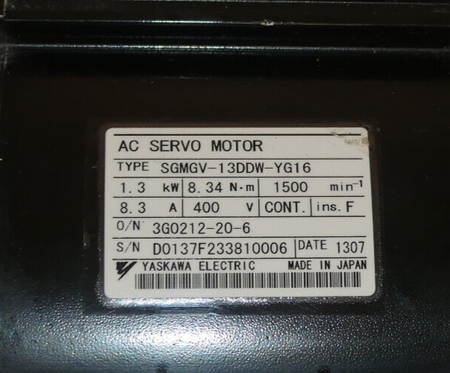 AC SERVO MOTOR
TYPE SGMGV-13DDW-YG16
1.3 kW 8.34 N·m 1500 min⁻¹
8.3 A 400 V CONT. ins. F
O/N 3G0212-20-6
S/N D0137F233810006 DATE 1307
YASKAWA ELECTRIC MADE IN JAPAN